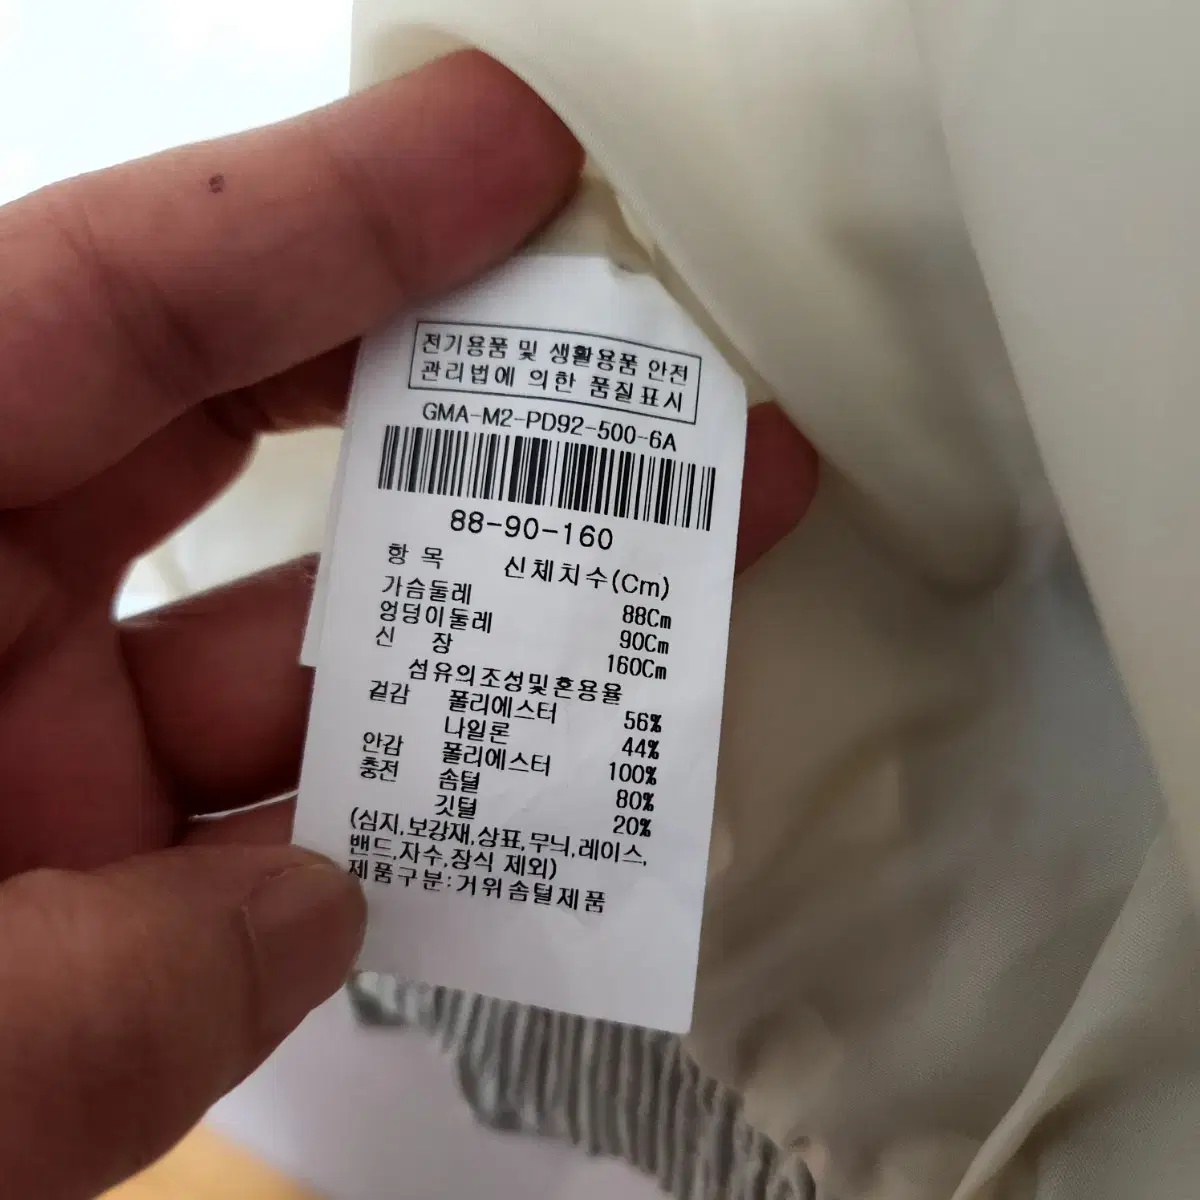 전기용품 및 생활용품 안전
관리법에 의한 품질표시
GMA-M2-PD92-500-6A
88-90-160
항 목 신체치수(Cm)
가슴둘레 88Cm
엉덩이둘레 90Cm
신 장 160Cm
섬유의조성및혼용율
겉감 폴리에스터 56%
나일론 44%
안감 폴리에스터 100%
충전 솜털 80%
깃털 20%
(심지,보강재,상표,무늬,레이스,
밴드,자수,장식 제외)
제품구분:거위솜털제품